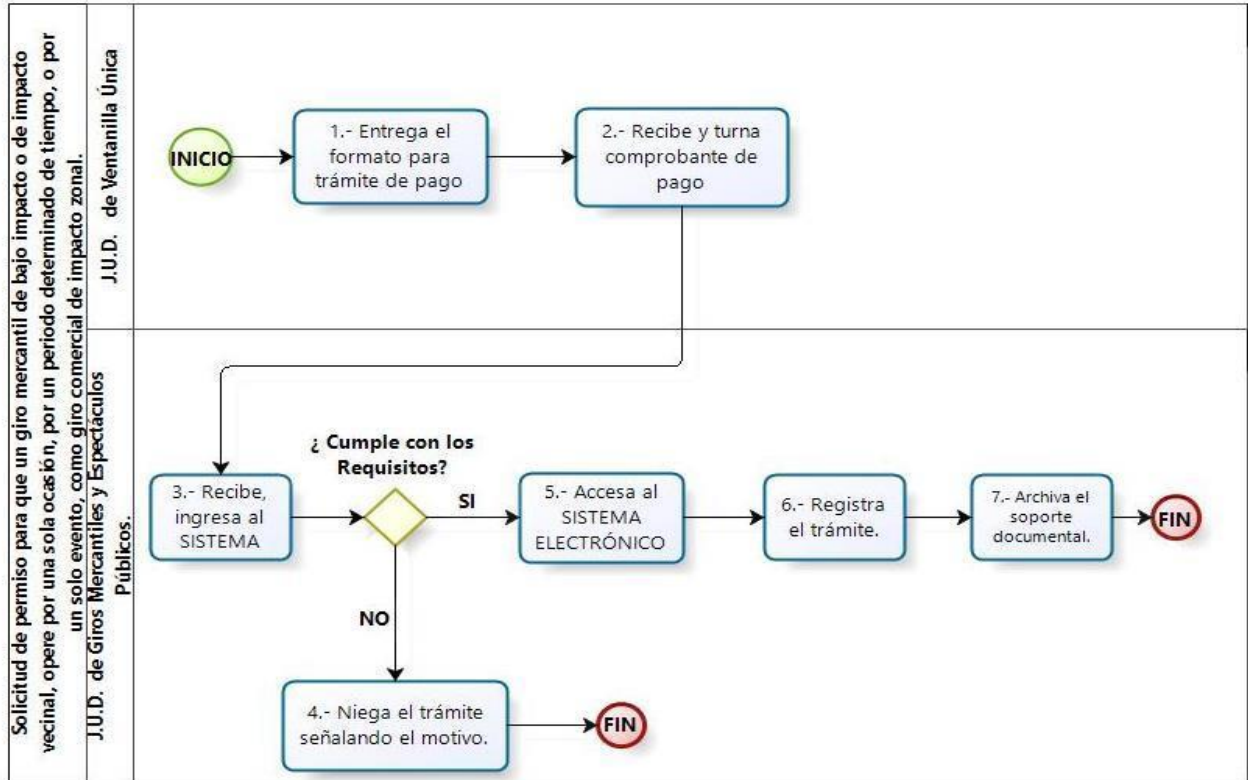 Solicitud de permiso para que un giro mercantil de bajo impacto o de impacto
vecinal, opere por una sola ocasión, por un periodo determinado de tiempo, o por
un solo evento, como giro comercial de impacto zonal.
J.U.D. de Ventanilla Única
INICIO
1.- Entrega el
formato para
trámite de pago
2.- Recibe y turna
comprobante de
pago
J.U.D. de Giros Mercantiles y Espectáculos
Públicos.
3.- Recibe,
ingresa al
SISTEMA
¿ Cumple con los
Requisitos?
SI
5.- Accesa al
SISTEMA
ELECTRÓNICO
6.- Registra
el trámite.
7.- Archiva el
soporte
documental.
FIN
NO
4.- Niega el trámite
señalando el motivo.
FIN